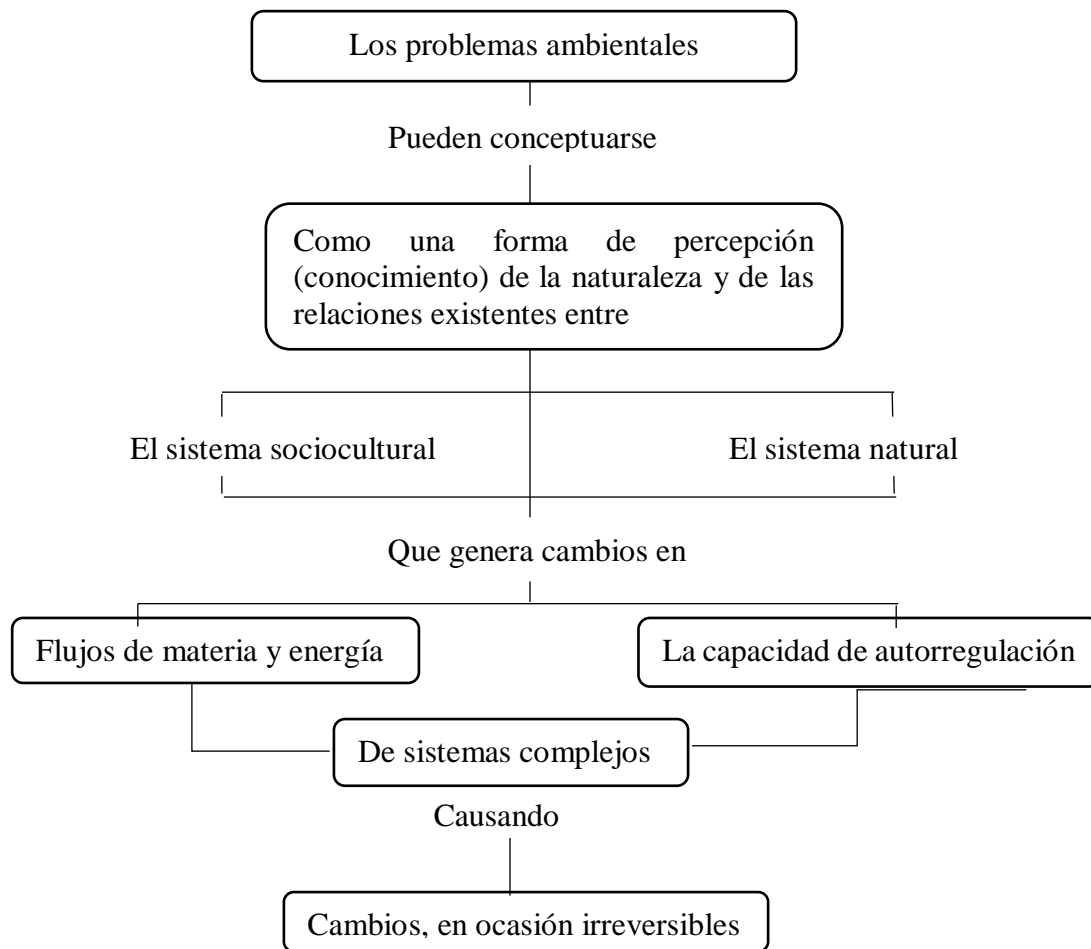 Los problemas ambientales
Pueden conceptuarse
Como una forma de percepción
(conocimiento) de la naturaleza y de las
relaciones existentes entre
El sistema sociocultural
El sistema natural
Que genera cambios en
Flujos de materia y energía
La capacidad de autorregulación
De sistemas complejos
Causando
Cambios, en ocasión irreversibles